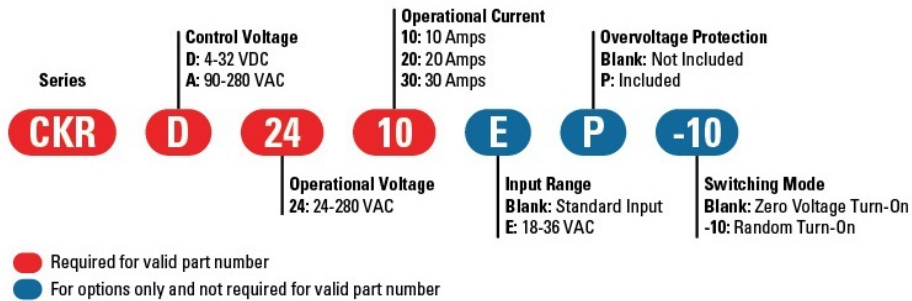 Operational Current
Control Voltage
10: 10 Amps
Overvoltage Protection
D: 4-32 VDC
20: 20 Amps
Blank: Not Included
Series
A: 90-280 VAC
30: 30 Amps
P: Included
CKR D 24 10 E P -10
Operational Voltage
Input Range
Switching Mode
24: 24-280 VAC
Blank: Standard Input
Blank: Zero Voltage Turn-On
E: 18-36 VAC
-10: Random Turn-On
Required for valid part number
For options only and not required for valid part number